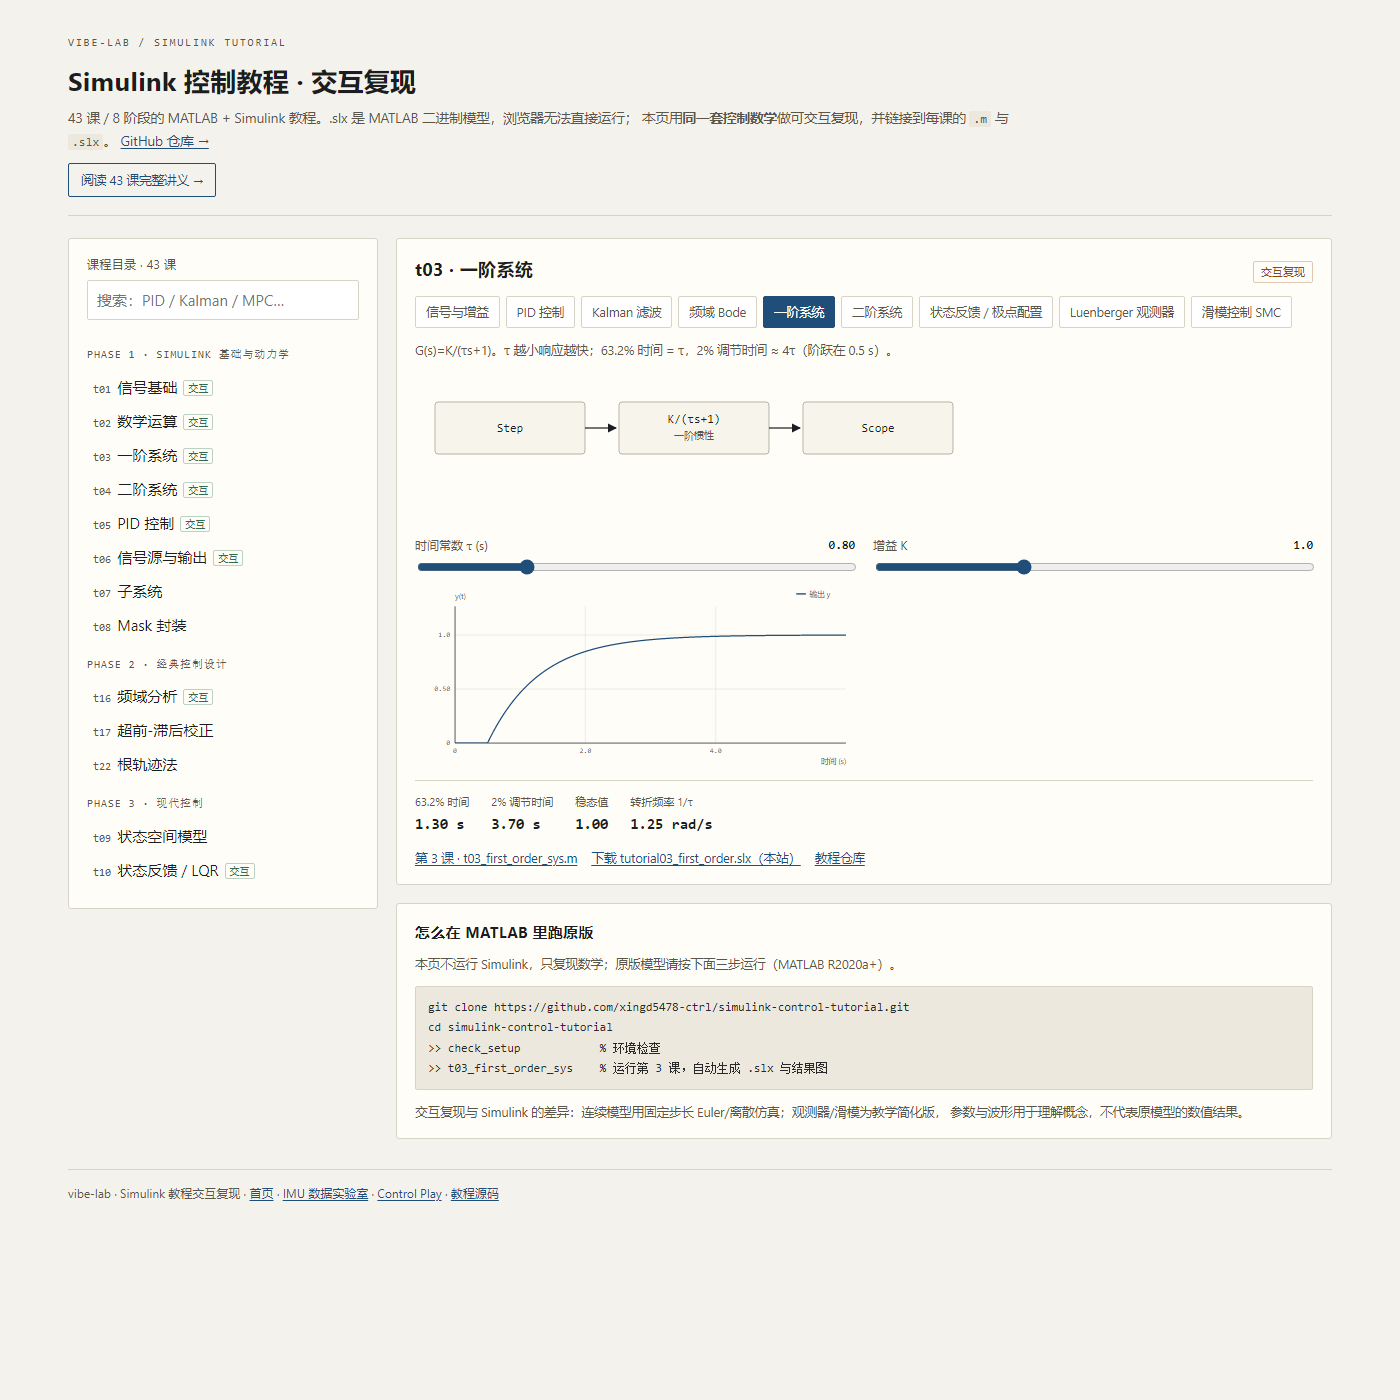 VIBE-LAB / SIMULINK TUTORIAL
Simulink 控制教程 · 交互复现
43 课 / 8 阶段的 MATLAB + Simulink 教程。.slx 是 MATLAB 二进制模型，浏览器无法直接运行； 本页用同一套控制数学做可交互复现，并链接到每课的 .m 与
.slx。 GitHub 仓库 →
阅读 43 课完整讲义 →
课程目录 · 43 课
搜索：PID / Kalman / MPC...
PHASE 1 · SIMULINK 基础与动力学
t01 信号基础 交互
t02 数学运算 交互
t03 一阶系统 交互
t04 二阶系统 交互
t05 PID 控制 交互
t06 信号源与输出 交互
t07 子系统
t08 Mask 封装
PHASE 2 · 经典控制设计
t16 频域分析 交互
t17 超前-滞后校正
t22 根轨迹法
PHASE 3 · 现代控制
t09 状态空间模型
t10 状态反馈 / LQR 交互
t03 · 一阶系统
交互复现
信号与增益 PID 控制 Kalman 滤波 频域 Bode 一阶系统 二阶系统 状态反馈 / 极点配置 Luenberger 观测器 滑模控制 SMC
G(s)=K/(τs+1)。τ 越小响应越快；63.2% 时间 = τ，2% 调节时间 ≈ 4τ（阶跃在 0.5 s）。
Step
K/(τs+1)
一阶惯性
Scope
时间常数 τ (s) 0.80
增益 K 1.0
y(t)
输出 y
1.0
0.50
0
0 2.0 4.0
时间 (s)
63.2% 时间 2% 调节时间 稳态值 转折频率 1/τ
1.30 s 3.70 s 1.00 1.25 rad/s
第 3 课 · t03_first_order_sys.m 下载 tutorial03_first_order.slx（本站） 教程仓库
怎么在 MATLAB 里跑原版
本页不运行 Simulink，只复现数学；原版模型请按下面三步运行（MATLAB R2020a+）。
git clone https://github.com/xingd5478-ctrl/simulink-control-tutorial.git
cd simulink-control-tutorial
>> check_setup % 环境检查
>> t03_first_order_sys % 运行第 3 课，自动生成 .slx 与结果图
交互复现与 Simulink 的差异：连续模型用固定步长 Euler/离散仿真；观测器/滑模为教学简化版， 参数与波形用于理解概念，不代表原模型的数值结果。
vibe-lab · Simulink 教程交互复现 · 首页 · IMU 数据实验室 · Control Play · 教程源码